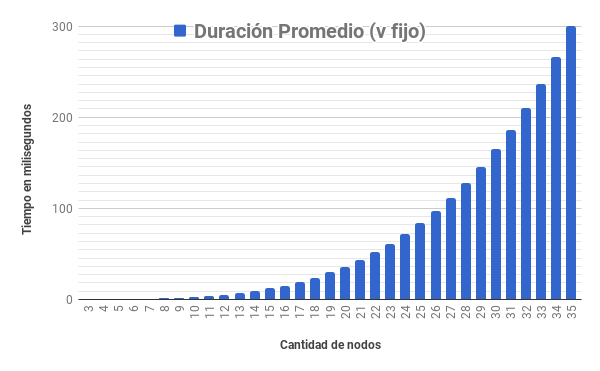 Duración Promedio (v fijo)
300
200
100
0
Tiempo en milisegundos
3 4 5 6 7 8 9 10 11 12 13 14 15 16 17 18 19 20 21 22 23 24 25 26 27 28 29 30 31 32 33 34 35
Cantidad de nodos